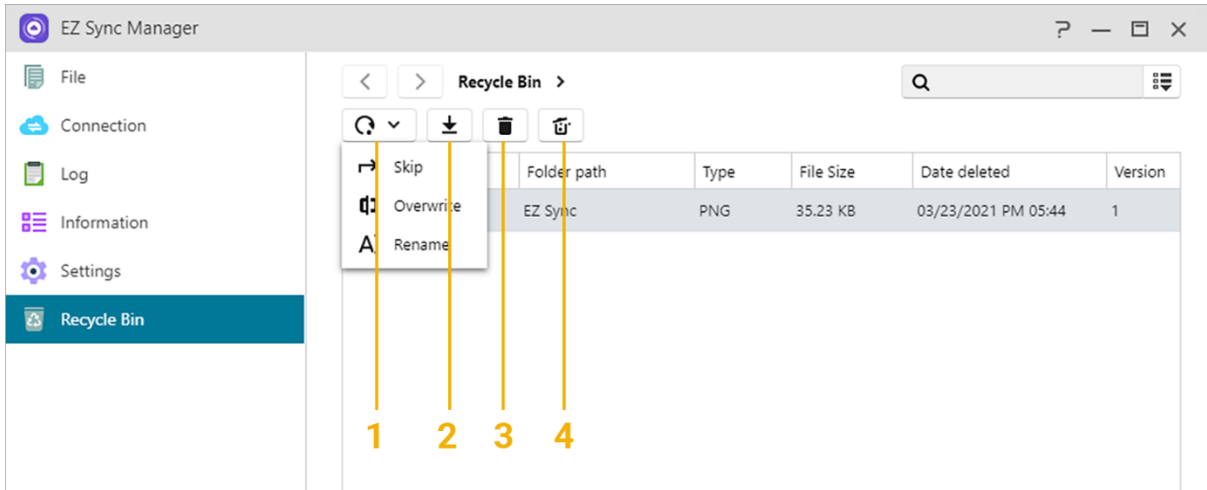 EZ Sync Manager
File
Connection
Log
Information
Settings
Recycle Bin
Recycle Bin >
Skip
Overwrite
Rename
Folder path Type File Size Date deleted Version
EZ Sync PNG 35.23 KB 03/23/2021 PM 05:44 1
1 2 3 4